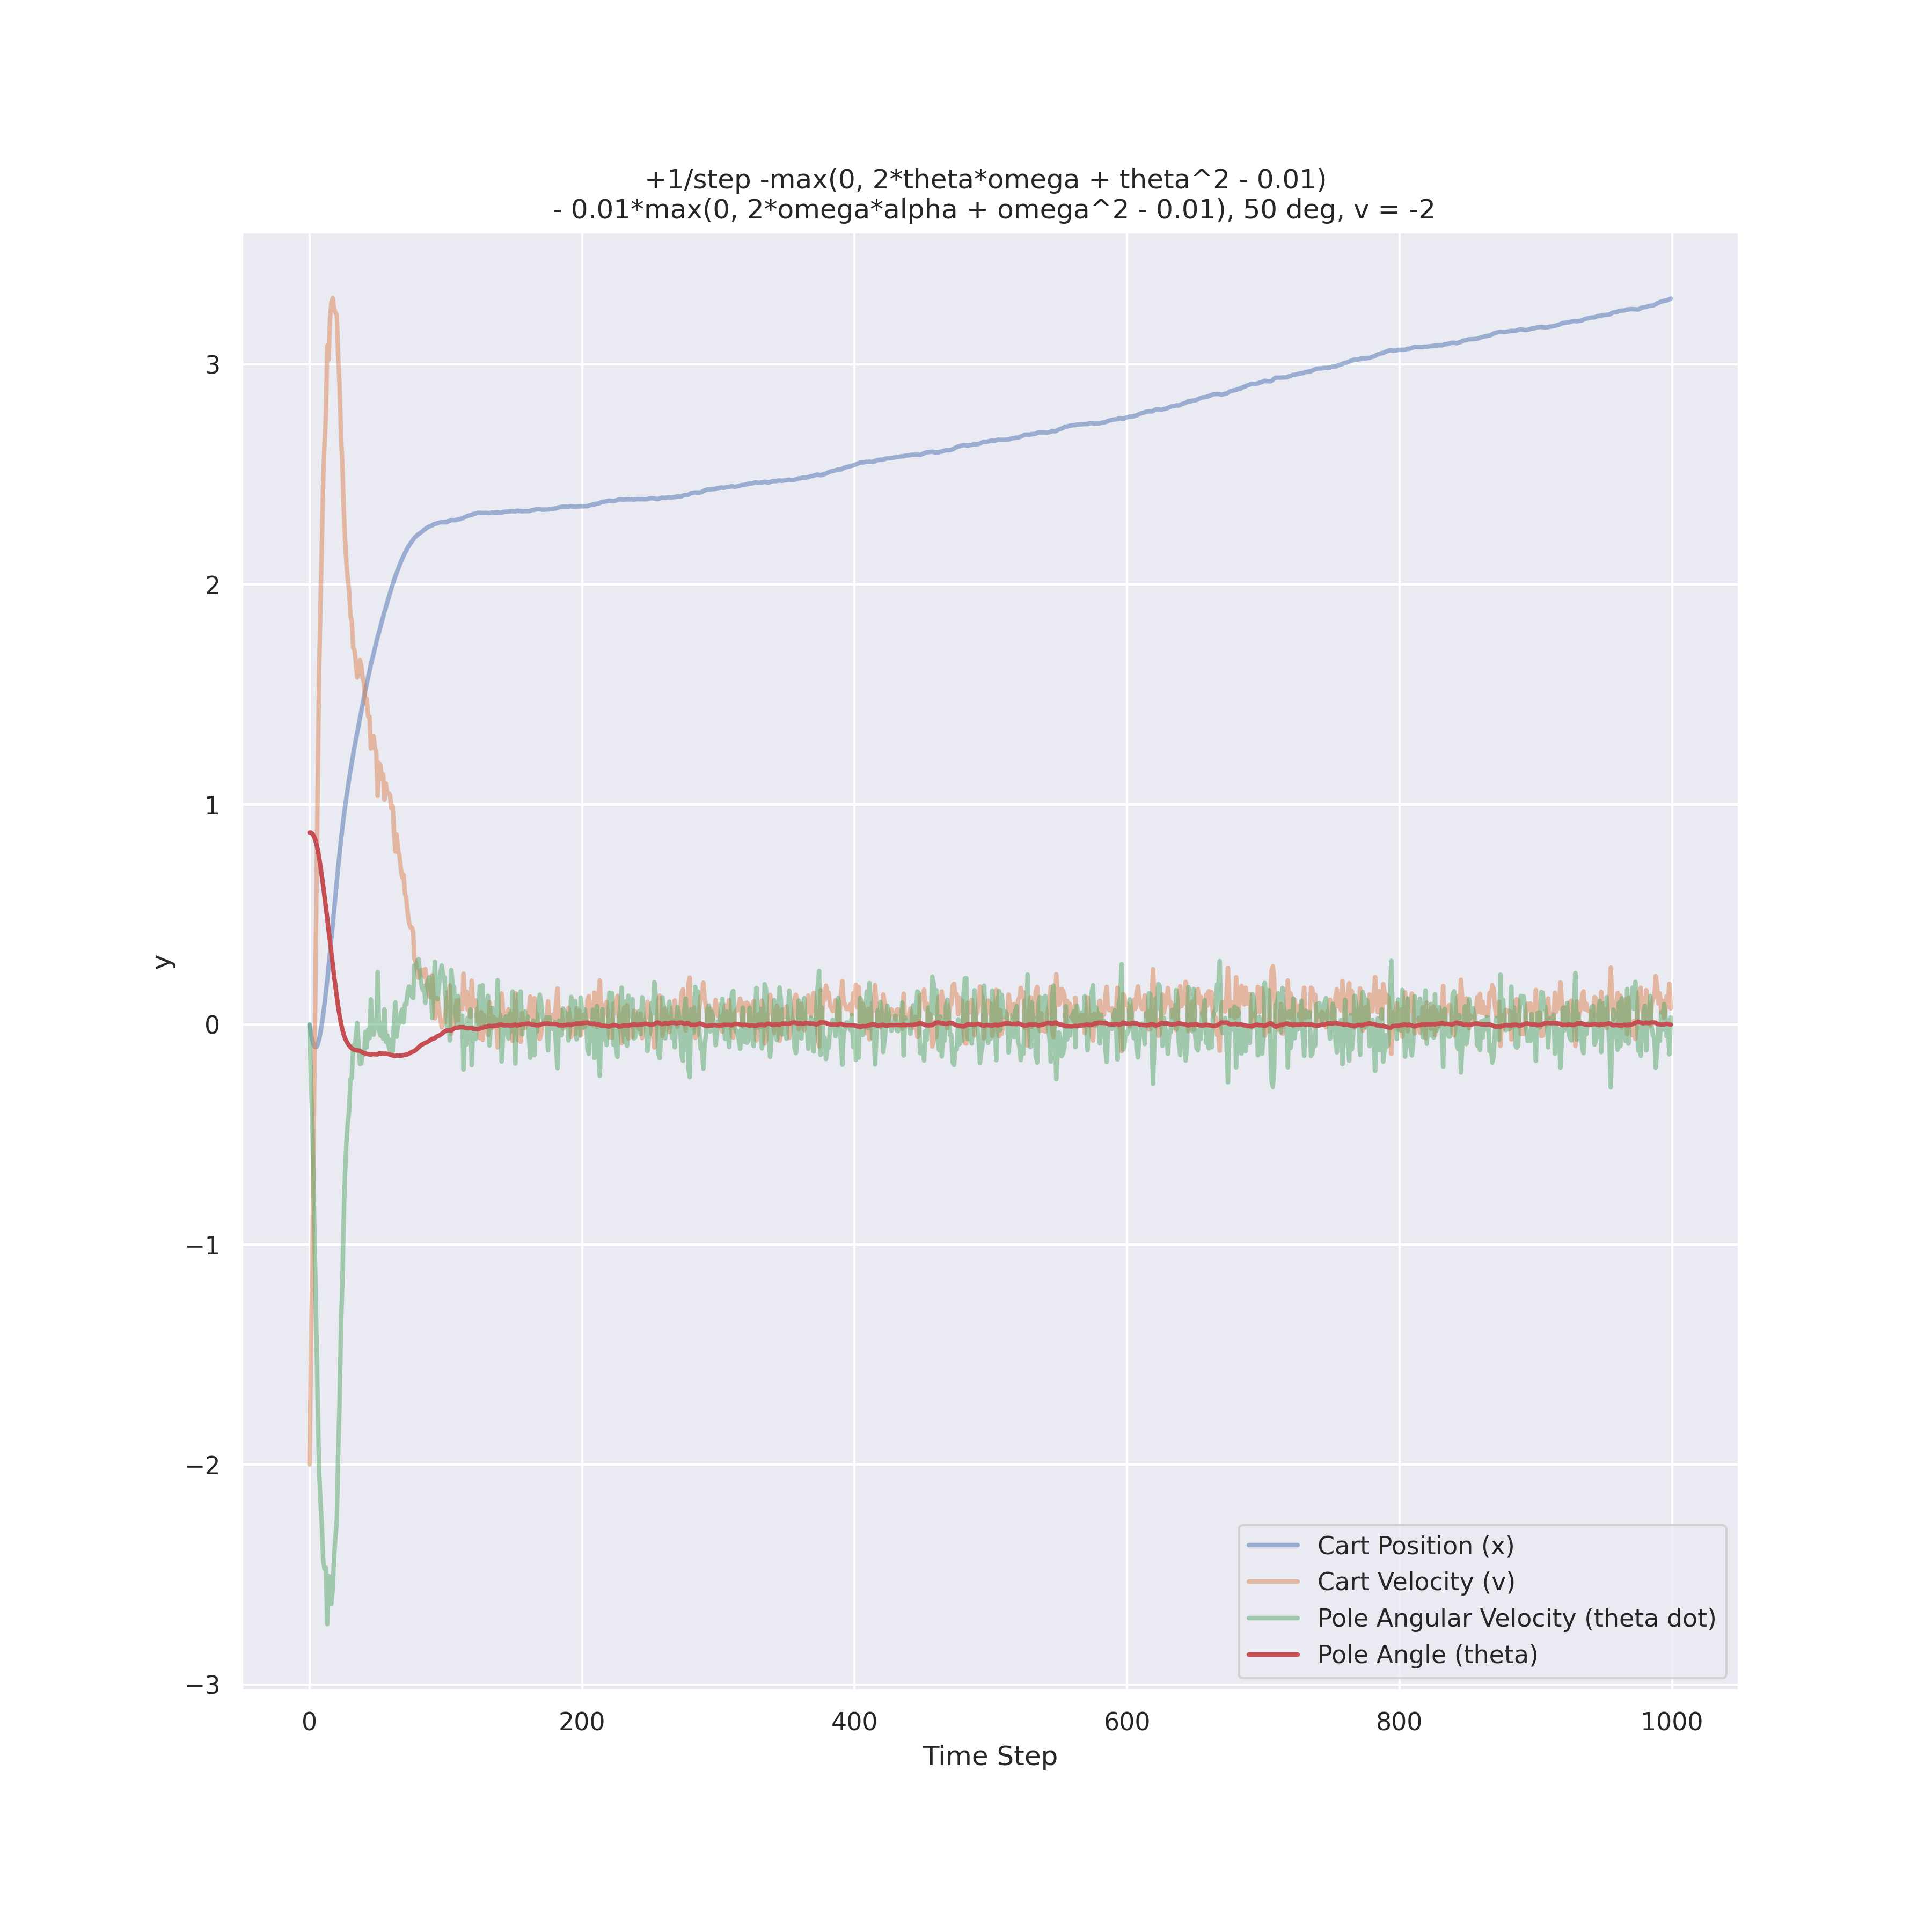 +1/step -max(0, 2*theta*omega + theta^2 - 0.01)
- 0.01*max(0, 2*omega*alpha + omega^2 - 0.01), 50 deg, v = -2
3
2
1
0
−1
−2
−3
y
0
200
400
600
800
1000
Time Step
Cart Position (x)
Cart Velocity (v)
Pole Angular Velocity (theta dot)
Pole Angle (theta)